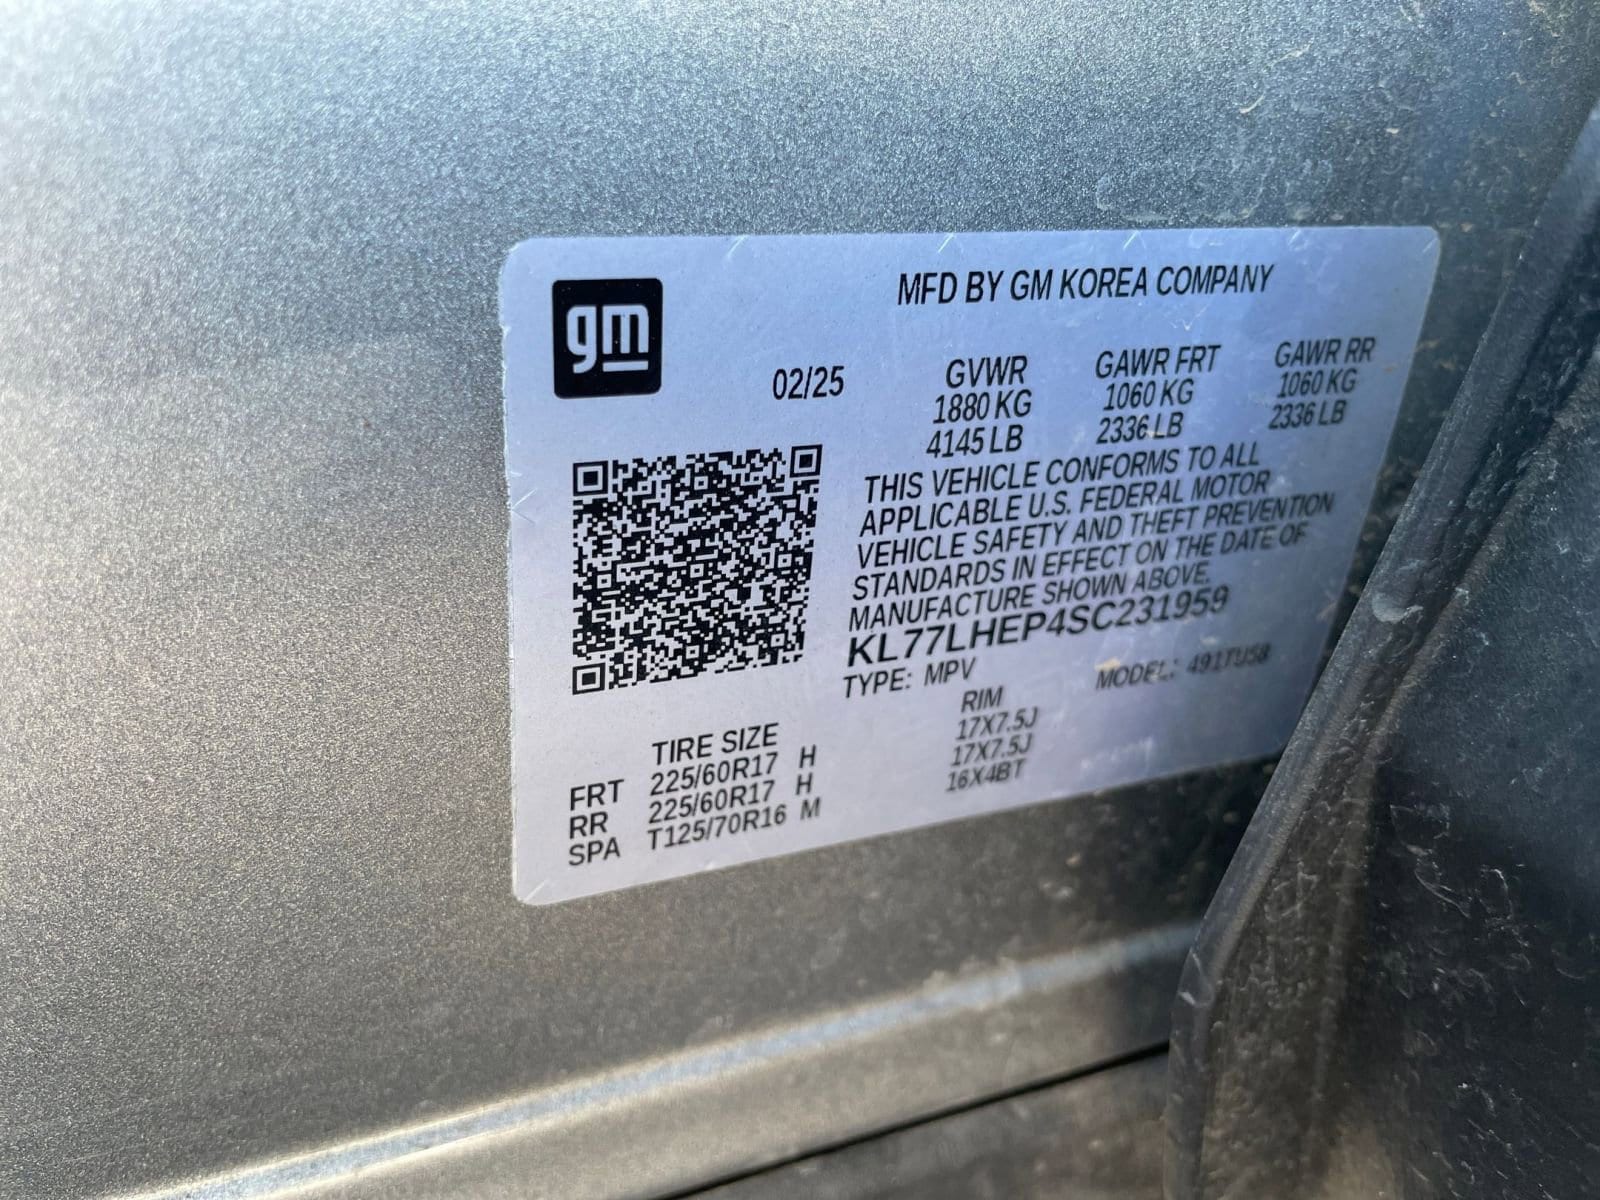 gm
MFD BY GM KOREA COMPANY
02/25 GVWR GAWR FRT GAWR RR
1880 KG 1060 KG 1060 KG
4145 LB 2336 LB 2336 LB
THIS VEHICLE CONFORMS TO ALL
APPLICABLE U.S. FEDERAL MOTOR
VEHICLE SAFETY AND THEFT PREVENTION
STANDARDS IN EFFECT ON THE DATE OF
MANUFACTURE SHOWN ABOVE.
KL77LHEP4SC231959
TYPE: MPV MODEL: 491TU58
TIRE SIZE RIM
FRT 225/60R17 H 17X7.5J
RR 225/60R17 H 17X7.5J
SPA T125/70R16 M 16X4BT